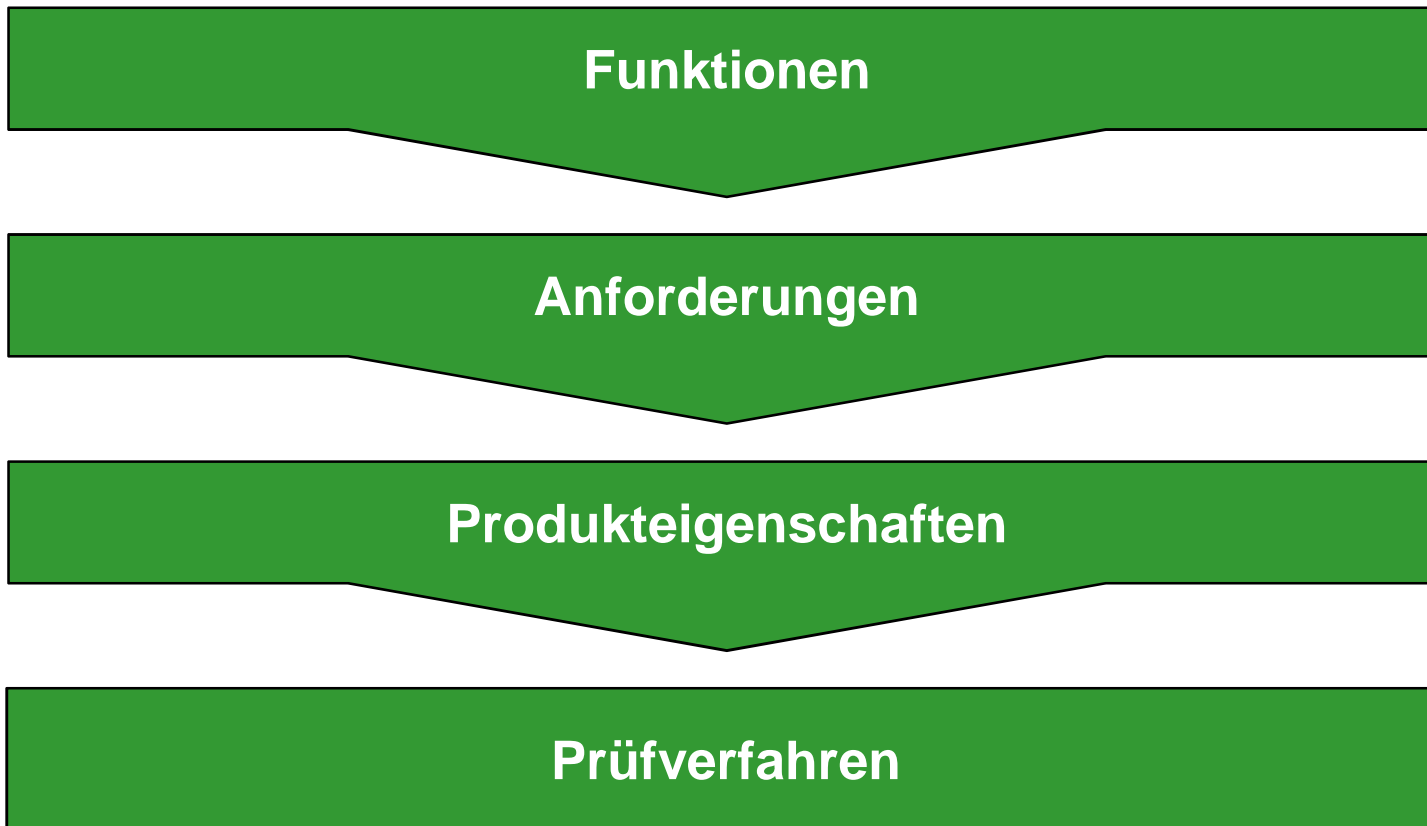 Funktionen
Anforderungen
Produkteigenschaften
Prüfverfahren